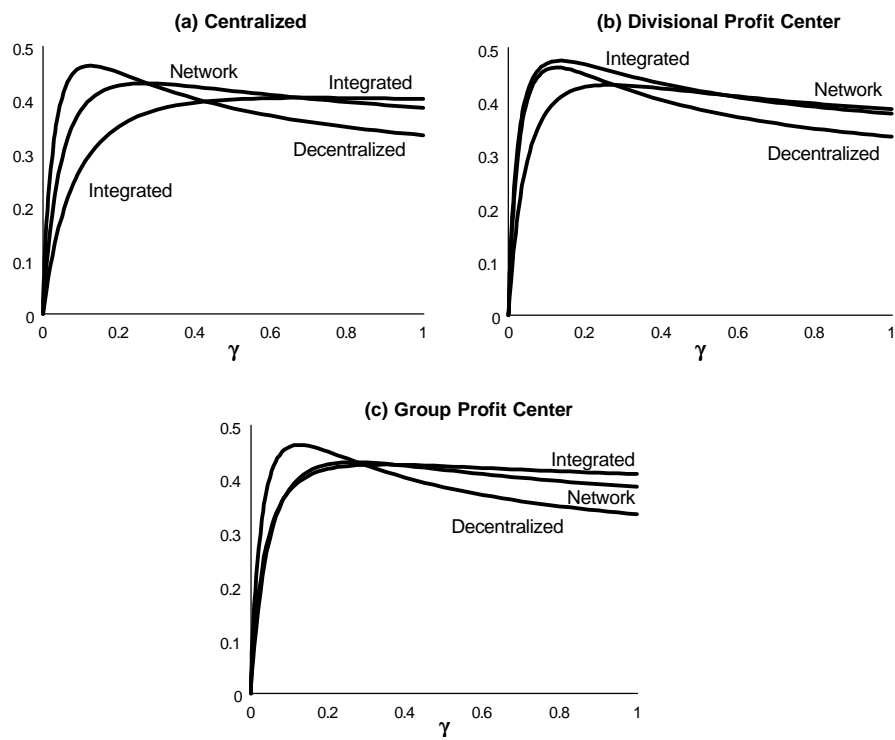 (a) Centralized
0.5
0.4
0.3
0.2
0.1
0
Network
Integrated
Decentralized
Integrated
0 0.2 0.4 0.6 0.8 1
γ
(b) Divisional Profit Center
0.5
0.4
0.3
0.2
0.1
0
Integrated
Network
Decentralized
0 0.2 0.4 0.6 0.8 1
γ
(c) Group Profit Center
0.5
0.4
0.3
0.2
0.1
0
Integrated
Network
Decentralized
0 0.2 0.4 0.6 0.8 1
γ